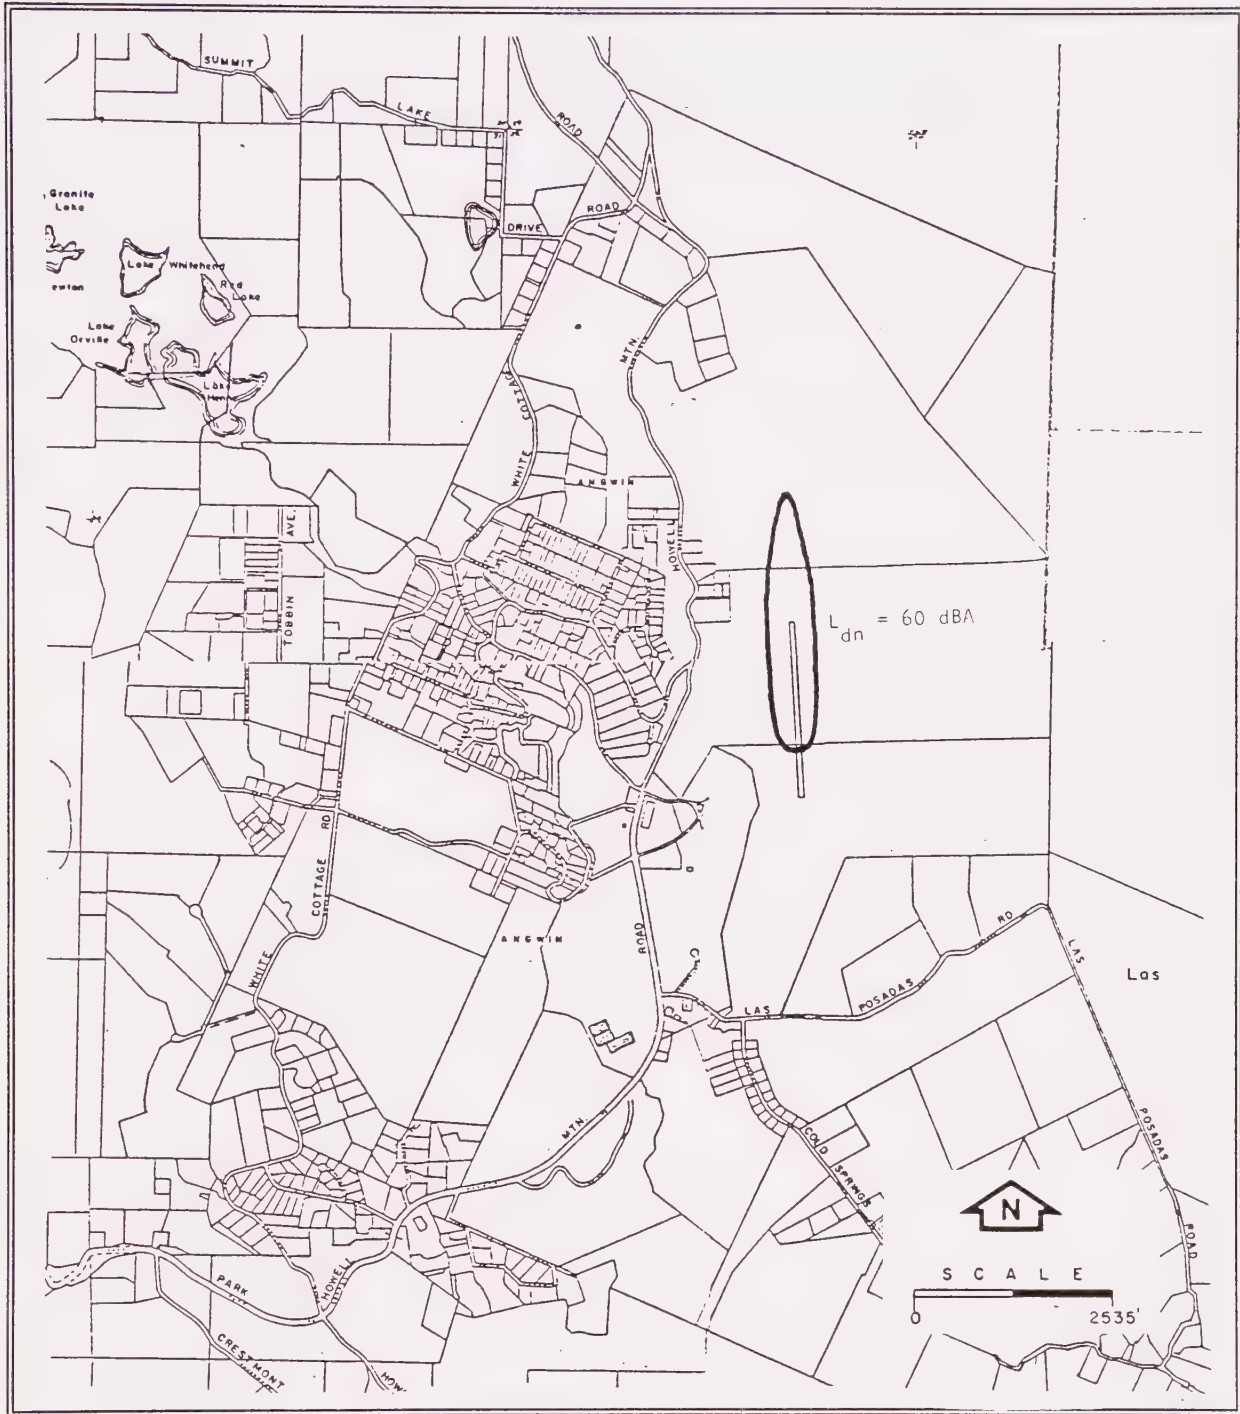 SUMMIT
LAKE
ROAD
Granite
Lake
ROAD
DRIVE
Lake Whitehead
Red
Lake
Lake
Orville
Lake
MTN.
COTTAGE
WHITE
ANGWIN
AVE.
HOWELL
TOBBIN
L dn = 60 dBA
RD
COTTAGE
WHITE
ANGWIN
ROAD
RD
POSADAS
LAS
LAS
Las
MTN.
COLD
SPRINGS
POSADAS
ROAD
N
SCALE
0 2535'
HOWELL
PARK
CRESTMONT